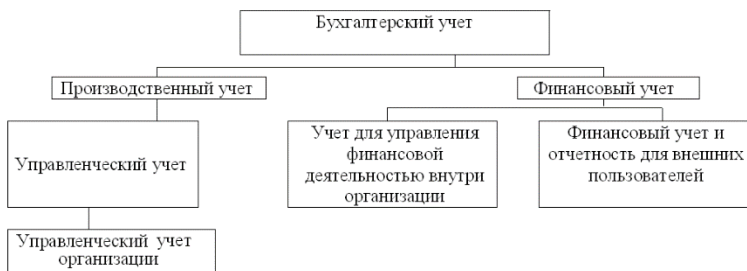 Бухгалтерский учет
Производственный учет
Финансовый учет
Управленческий учет
Учет для управления
финансовой
деятельностью внутри
организации
Финансовый учет и
отчетность для внешних
пользователей
Управленческий учет
организации